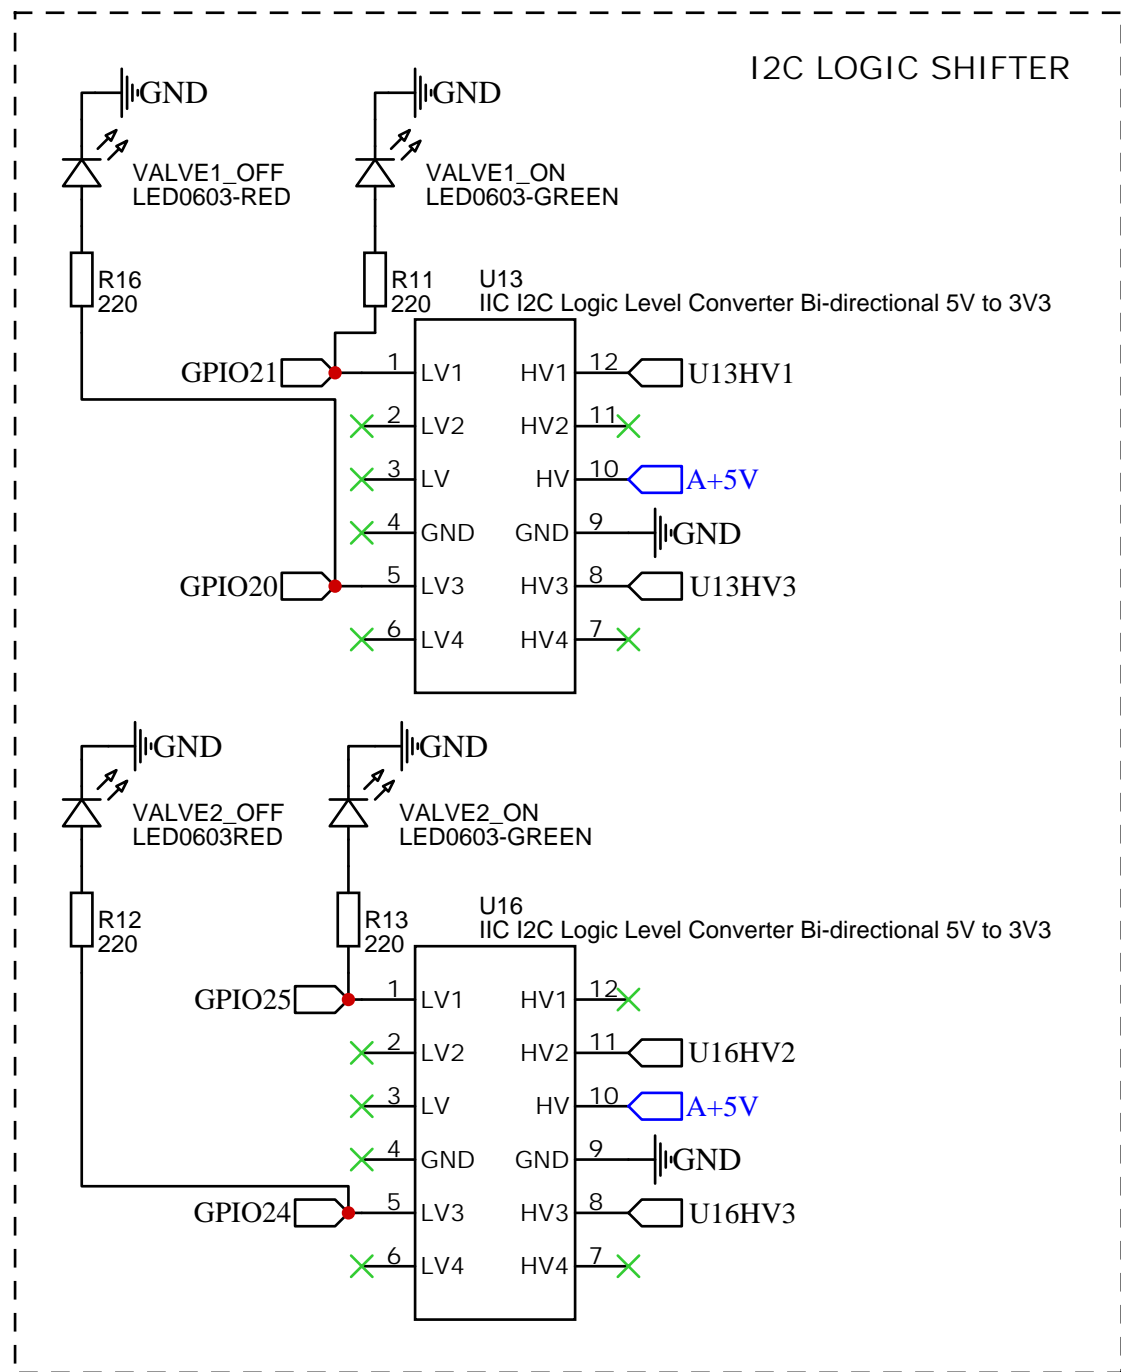 I2C LOGIC SHIFTER
GND
GND
VALVE1_OFF
LED0603-RED
VALVE1_ON
LED0603-GREEN
R16
220
R11
220
U13
IIC I2C Logic Level Converter Bi-directional 5V to 3V3
GPIO21 1 LV1 HV1 12 U13HV1
2 LV2 HV2 11
3 LV HV 10 A+5V
4 GND GND 9 GND
GPIO20 5 LV3 HV3 8 U13HV3
6 LV4 HV4 7
GND
GND
VALVE2_OFF
LED0603RED
VALVE2_ON
LED0603-GREEN
R12
220
R13
220
U16
IIC I2C Logic Level Converter Bi-directional 5V to 3V3
GPIO25 1 LV1 HV1 12
2 LV2 HV2 11 U16HV2
3 LV HV 10 A+5V
4 GND GND 9 GND
GPIO24 5 LV3 HV3 8 U16HV3
6 LV4 HV4 7